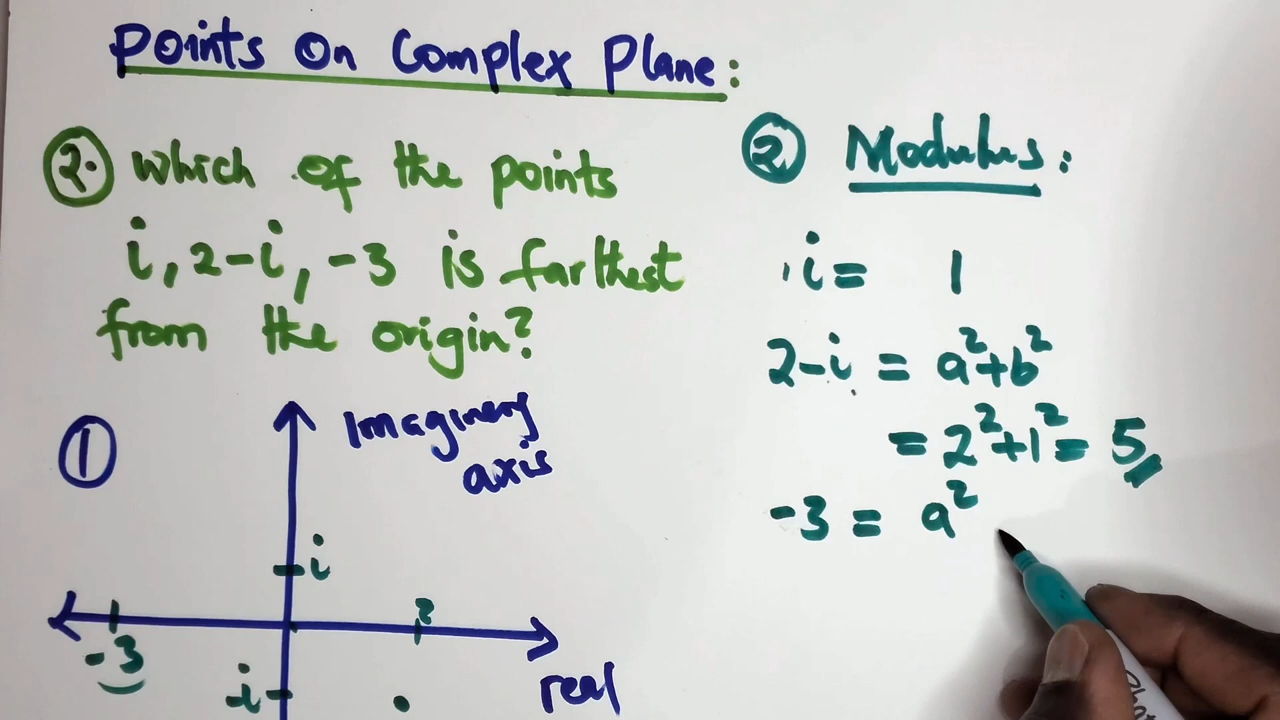 Points On Complex Plane:
2. Which of the points
i, 2-i, -3 is farthest
from the origin?
1
Imaginery
axis
i
2
-3
-i
real
2 Modulus:
i = 1
2-i = a²+b²
= 2²+1² = 5
-3 = a²